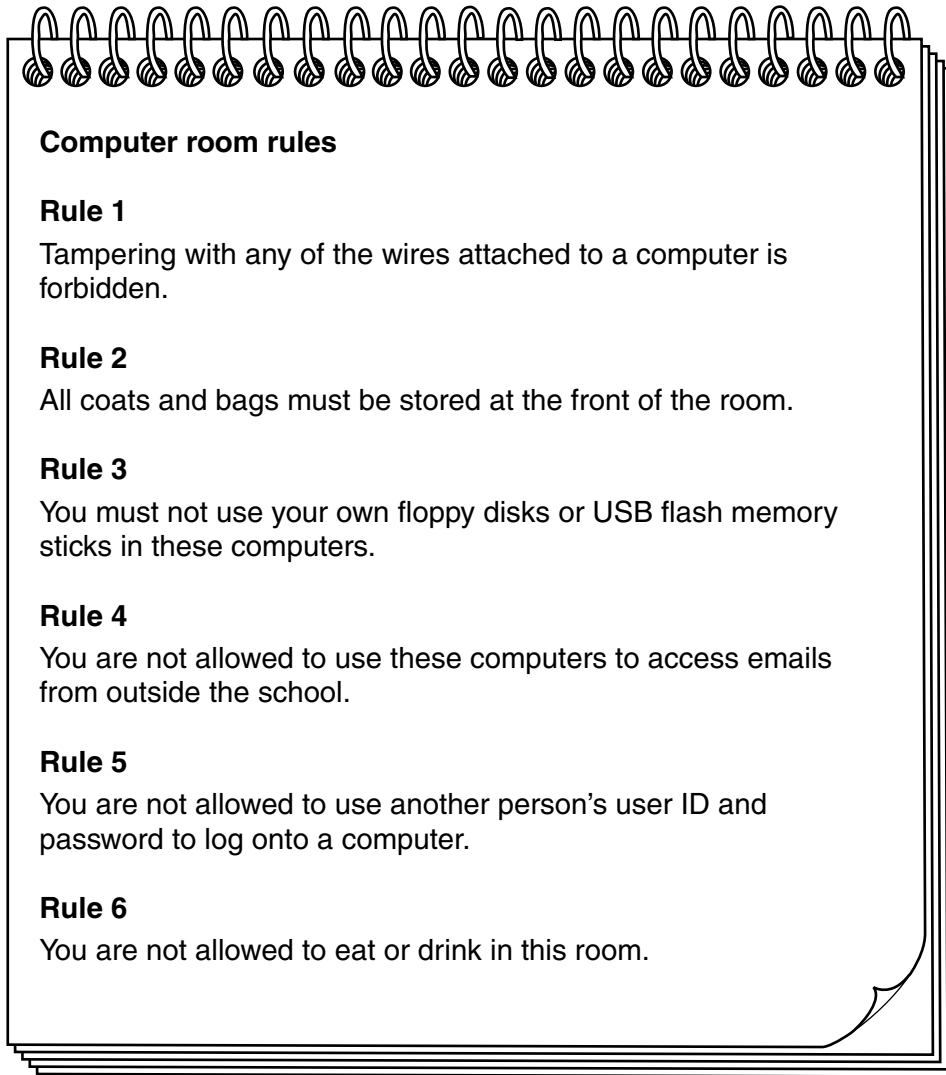 Computer room rules
Rule 1
Tampering with any of the wires attached to a computer is
forbidden.
Rule 2
All coats and bags must be stored at the front of the room.
Rule 3
You must not use your own floppy disks or USB flash memory
sticks in these computers.
Rule 4
You are not allowed to use these computers to access emails
from outside the school.
Rule 5
You are not allowed to use another person's user ID and
password to log onto a computer.
Rule 6
You are not allowed to eat or drink in this room.